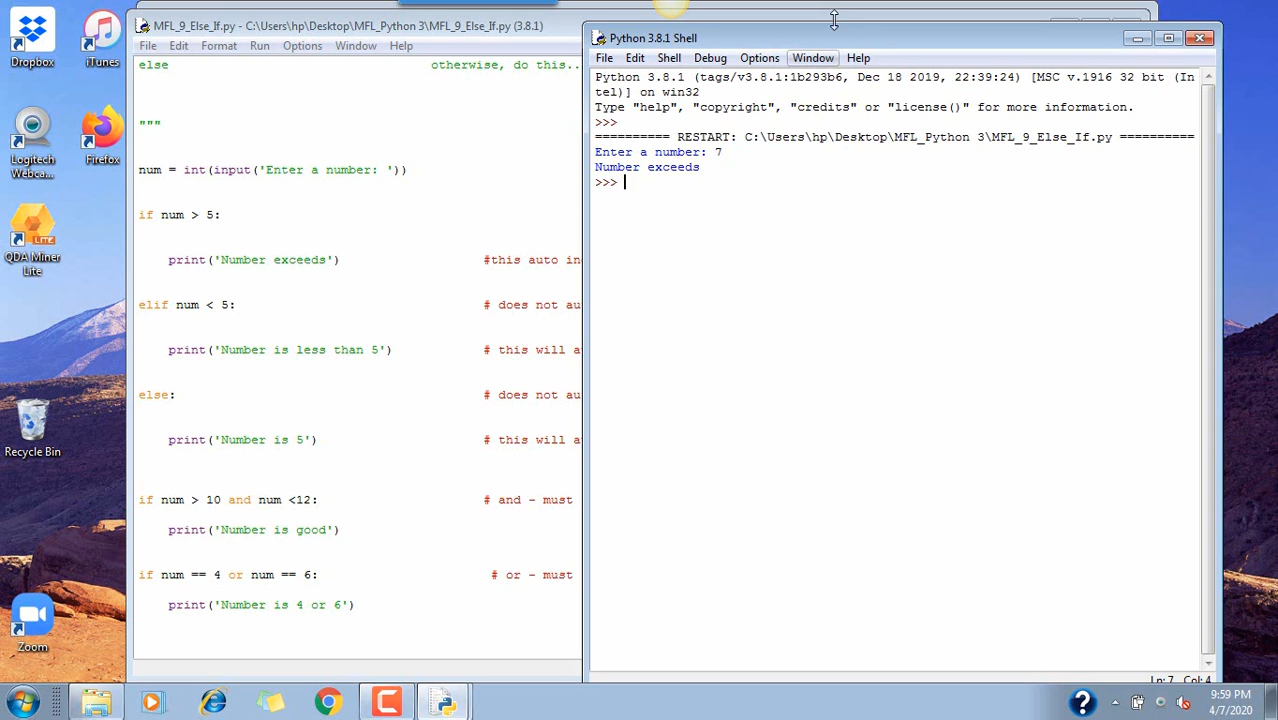 Dropbox
iTunes
Logitech
Webca...
Firefox
QDA Miner
Lite
Recycle Bin
Zoom
MFL_9_Else_If.py - C:\Users\hp\Desktop\MFL_Python 3\MFL_9_Else_If.py (3.8.1)
File Edit Format Run Options Window Help
else otherwise, do this..
"""
num = int(input('Enter a number: '))
if num > 5:
print('Number exceeds') #this auto in
elif num < 5: # does not au
print('Number is less than 5') # this will a
else: # does not au
print('Number is 5') # this will a
if num > 10 and num <12: # and - must
print('Number is good')
if num == 4 or num == 6: # or - must
print('Number is 4 or 6')
Python 3.8.1 Shell
File Edit Shell Debug Options Window Help
Python 3.8.1 (tags/v3.8.1:1b293b6, Dec 18 2019, 22:39:24) [MSC v.1916 32 bit (In
tel)] on win32
Type "help", "copyright", "credits" or "license()" for more information.
>>>
========== RESTART: C:\Users\hp\Desktop\MFL_Python 3\MFL_9_Else_If.py ==========
Enter a number: 7
Number exceeds
>>>
Ln: 7 Col: 4
9:59 PM
4/7/2020